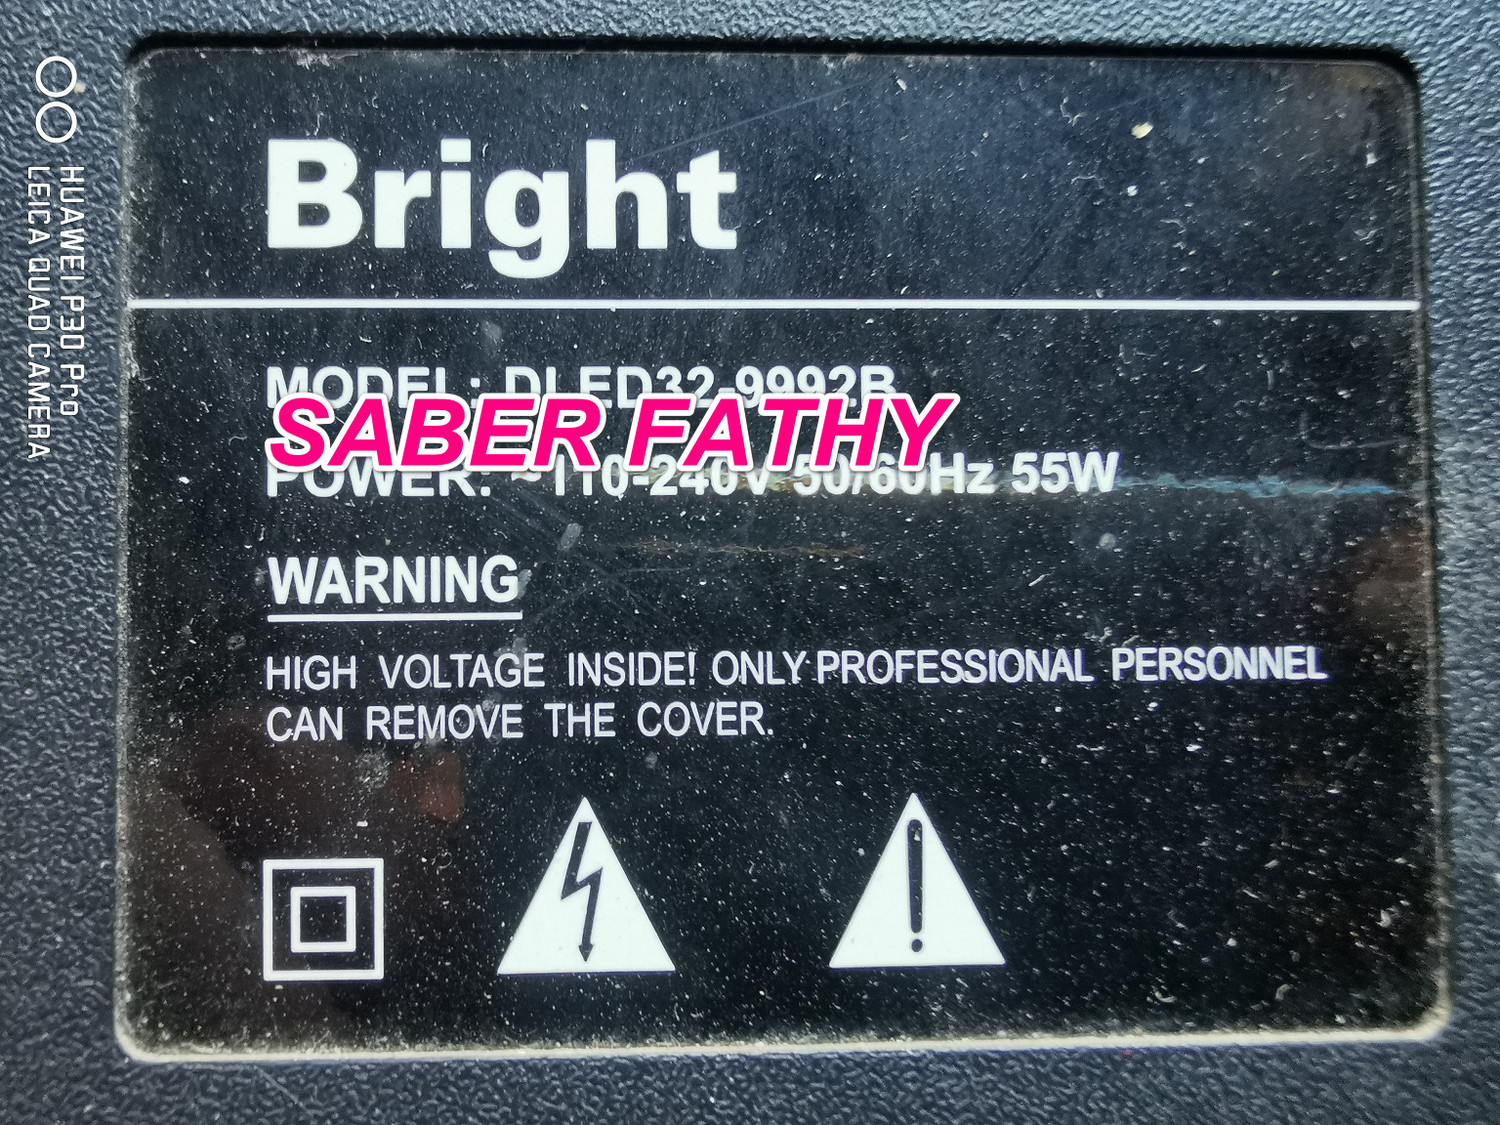 Bright
MODEL: DLED32-9992B
SABER FATHY
POWER: ~110-240V 50/60Hz 55W
WARNING
HIGH VOLTAGE INSIDE! ONLY PROFESSIONAL PERSONNEL
CAN REMOVE THE COVER.
HUAWEI P30 Pro
LEICA QUAD CAMERA